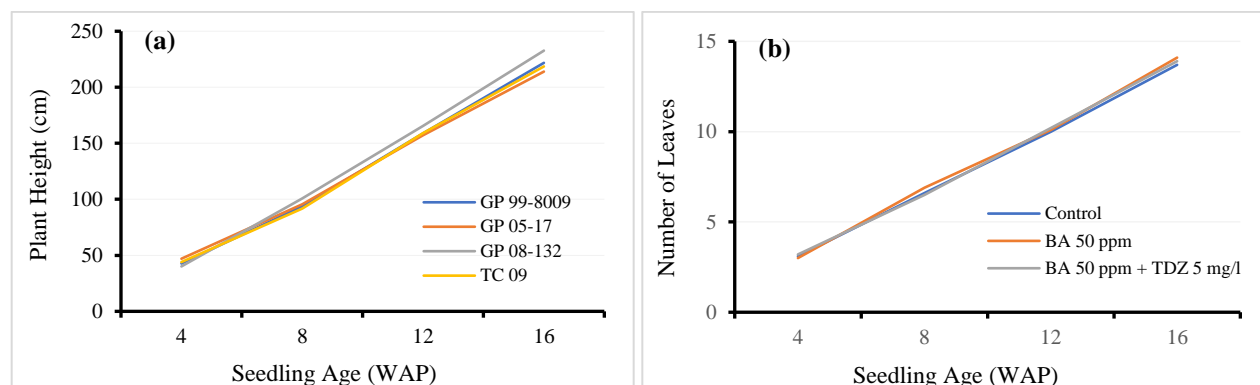 (a)
Plant Height (cm)
250
200
150
100
50
0
GP 99-8009
GP 05-17
GP 08-132
TC 09
4 8 12 16
Seedling Age (WAP)
(b)
Number of Leaves
15
10
5
0
Control
BA 50 ppm
BA 50 ppm + TDZ 5 mg/l
4 8 12 16
Seedling Age (WAP)